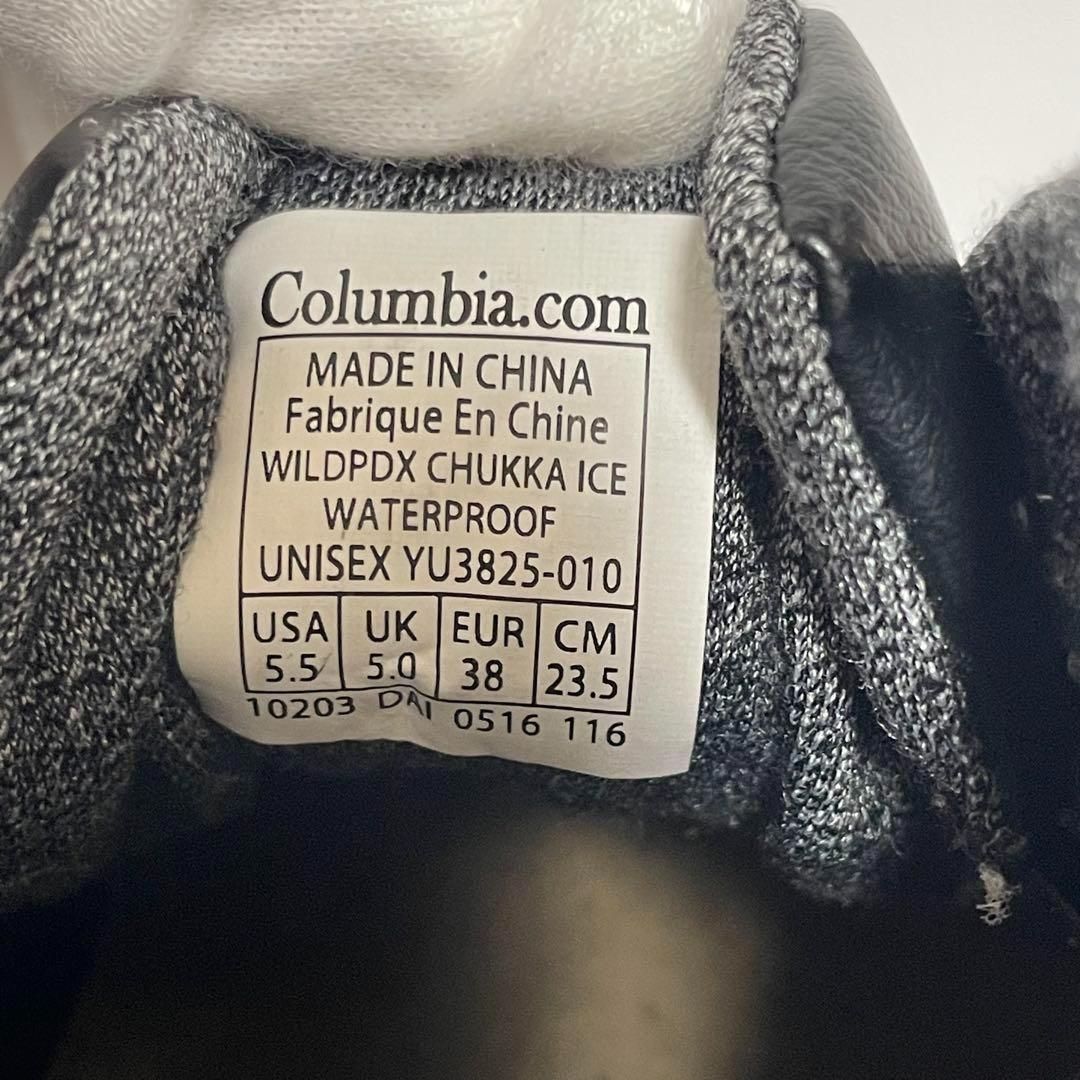 Columbia.com
MADE IN CHINA
Fabrique En Chine
WILDPDX CHUKKA ICE
WATERPROOF
UNISEX YU3825-010
USA UK EUR CM
5.5 5.0 38 23.5
10203 DAI 0516 116